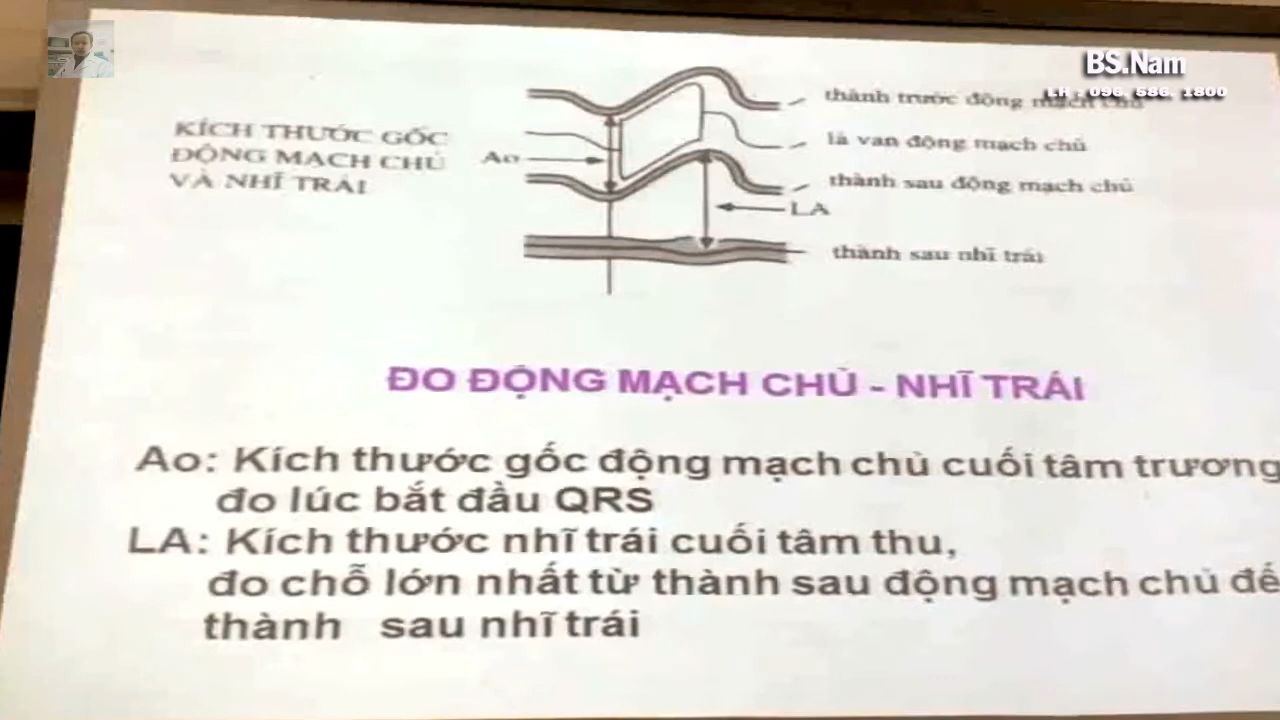 BS.Nam
LH : 096. 586. 1800
thành trước động mạch chủ
KÍCH THƯỚC GỐC
ĐỘNG MẠCH CHỦ
VÀ NHĨ TRÁI
Ao
lá van động mạch chủ
thành sau động mạch chủ
LA
thành sau nhĩ trái
ĐO ĐỘNG MẠCH CHỦ - NHĨ TRÁI
Ao: Kích thước gốc động mạch chủ cuối tâm trương
đo lúc bắt đầu QRS
LA: Kích thước nhĩ trái cuối tâm thu,
đo chỗ lớn nhất từ thành sau động mạch chủ đế
thành sau nhĩ trái